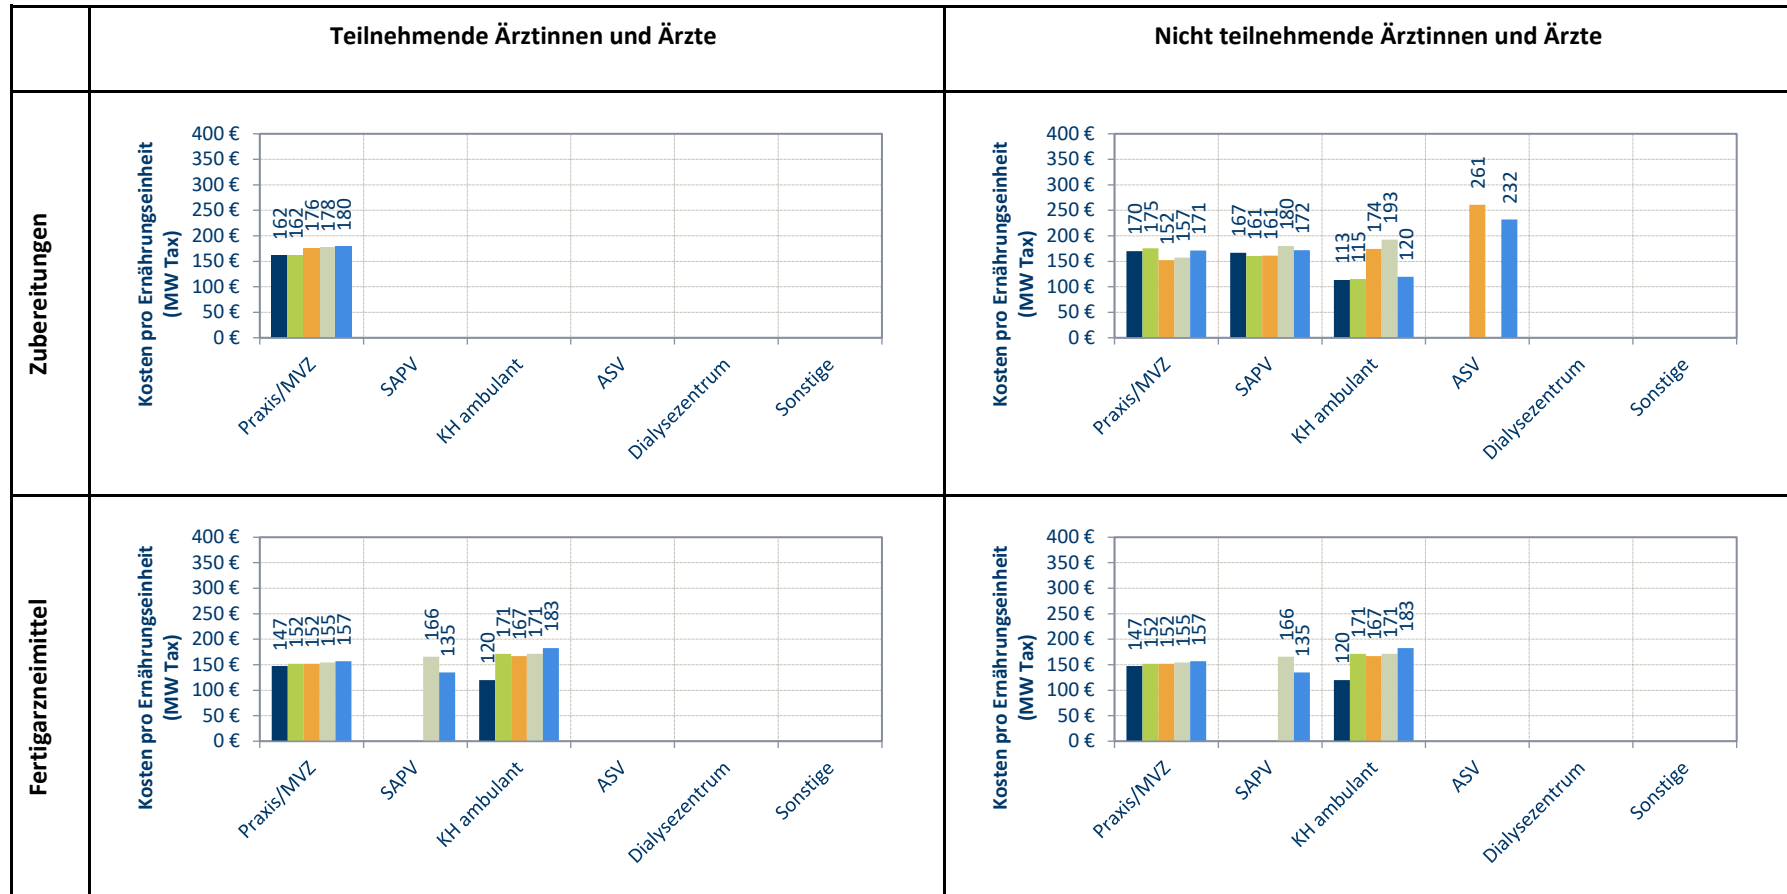 Teilnehmende Ärztinnen und Ärzte
Nicht teilnehmende Ärztinnen und Ärzte
Zubereitungen
Kosten pro Ernährungseinheit
(MW Tax)
400 €
350 €
300 €
250 €
200 €
150 €
100 €
50 €
0 €
162
162
176
178
180
Praxis/MVZ
SAPV
KH ambulant
ASV
Dialysezentrum
Sonstige
Kosten pro Ernährungseinheit
(MW Tax)
400 €
350 €
300 €
250 €
200 €
150 €
100 €
50 €
0 €
170
175
152
157
171
167
161
161
180
172
113
115
174
193
120
261
232
Praxis/MVZ
SAPV
KH ambulant
ASV
Dialysezentrum
Sonstige
Fertigarzneimittel
Kosten pro Ernährungseinheit
(MW Tax)
400 €
350 €
300 €
250 €
200 €
150 €
100 €
50 €
0 €
147
152
152
155
157
166
135
120
171
167
171
183
Praxis/MVZ
SAPV
KH ambulant
ASV
Dialysezentrum
Sonstige
Kosten pro Ernährungseinheit
(MW Tax)
400 €
350 €
300 €
250 €
200 €
150 €
100 €
50 €
0 €
147
152
152
155
157
166
135
120
171
167
171
183
Praxis/MVZ
SAPV
KH ambulant
ASV
Dialysezentrum
Sonstige